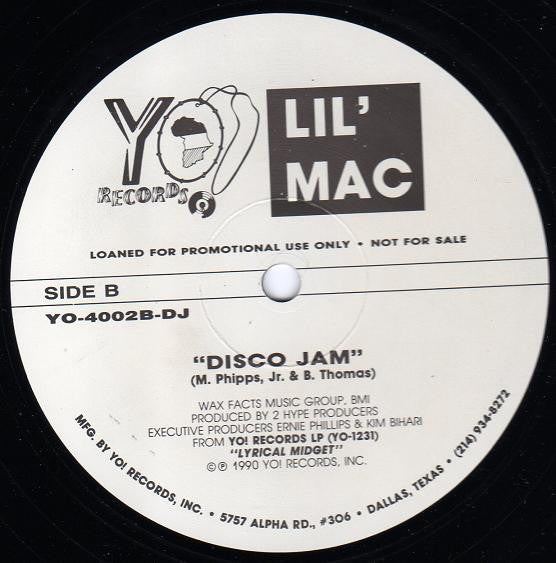 YO!
RECORDS
LIL'
MAC
LOANED FOR PROMOTIONAL USE ONLY • NOT FOR SALE
SIDE B
YO-4002B-DJ
"DISCO JAM"
(M. Phipps, Jr. & B. Thomas)
WAX FACTS MUSIC GROUP, BMI
PRODUCED BY 2 HYPE PRODUCERS
EXECUTIVE PRODUCERS ERNIE PHILLIPS & KIM BIHARI
FROM YO! RECORDS LP (YO-1231)
"LYRICAL MIDGET"
© ℗ 1990 YO! RECORDS, INC.
MFG. BY YO! RECORDS, INC. • 5757 ALPHA RD., #306 • DALLAS, TEXAS • (214) 934-8272